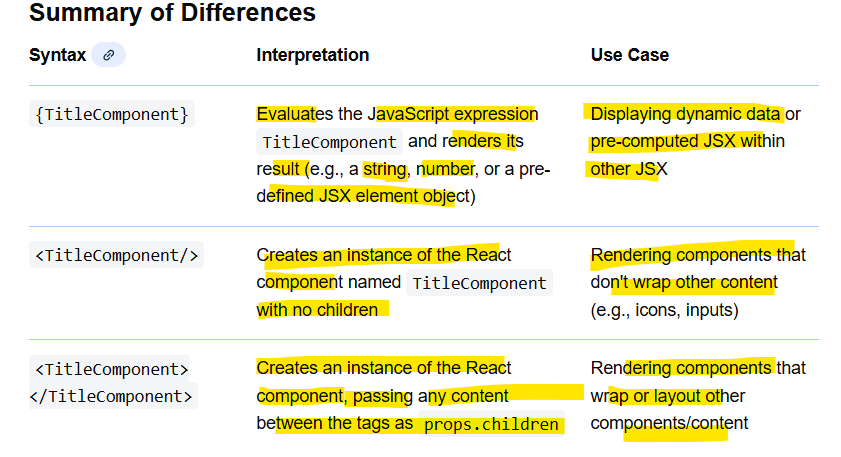 Summary of Differences
Syntax Interpretation Use Case
{TitleComponent} Evaluates the JavaScript expression Displaying dynamic data or
TitleComponent and renders its pre-computed JSX within
result (e.g., a string, number, or a pre- other JSX
defined JSX element object)
<TitleComponent/> Creates an instance of the React Rendering components that
component named TitleComponent don't wrap other content
with no children (e.g., icons, inputs)
<TitleComponent> Creates an instance of the React Rendering components that
</TitleComponent> component, passing any content wrap or layout other
between the tags as props.children components/content